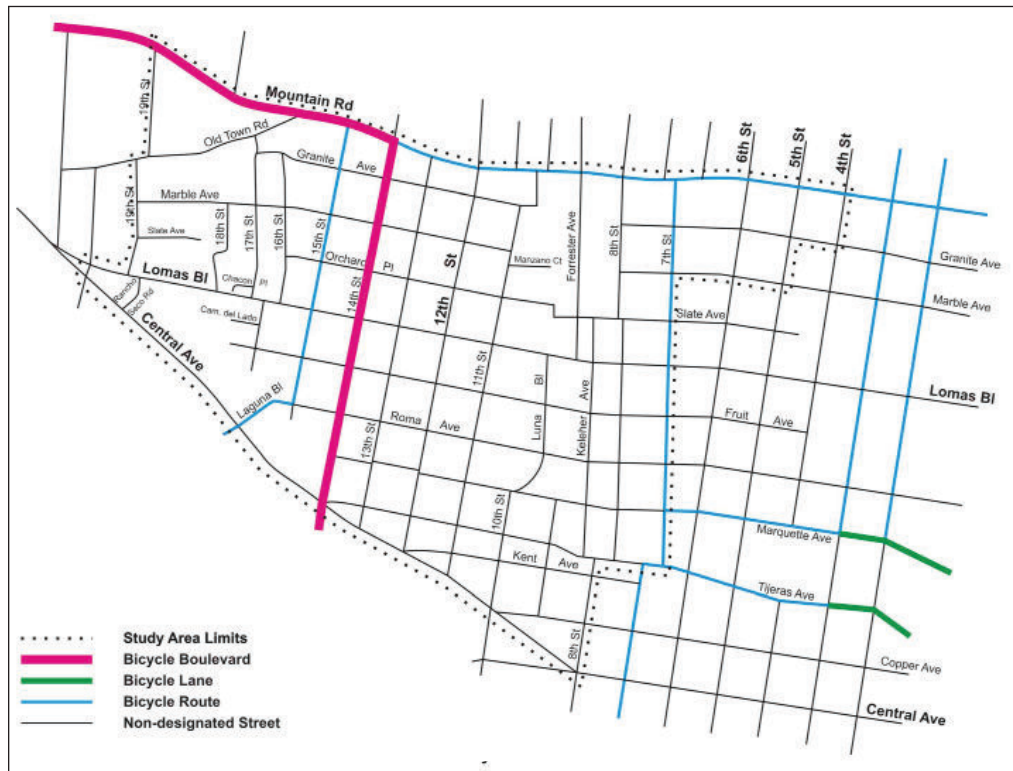 Mountain Rd
19th St
Old Town Rd
6th St
5th St
4th St
Granite Ave
Marble Ave
19th St
Slate Ave
18th St
17th St
16th St
15th St
Orchard Pl
14th St
12th St
Manzano Ct
Forrester Ave
8th St
7th St
Granite Ave
Marble Ave
Lomas Bl
Chacon Pl
Rancho Seco Rd
Cam. del Lado
Slate Ave
Central Ave
11th St
Luna Bl
Keleher Ave
Lomas Bl
Laguna Bl
Roma Ave
Fruit Ave
13th St
10th St
Marquette Ave
Kent Ave
Tijeras Ave
8th St
Copper Ave
Central Ave
Study Area Limits
Bicycle Boulevard
Bicycle Lane
Bicycle Route
Non-designated Street